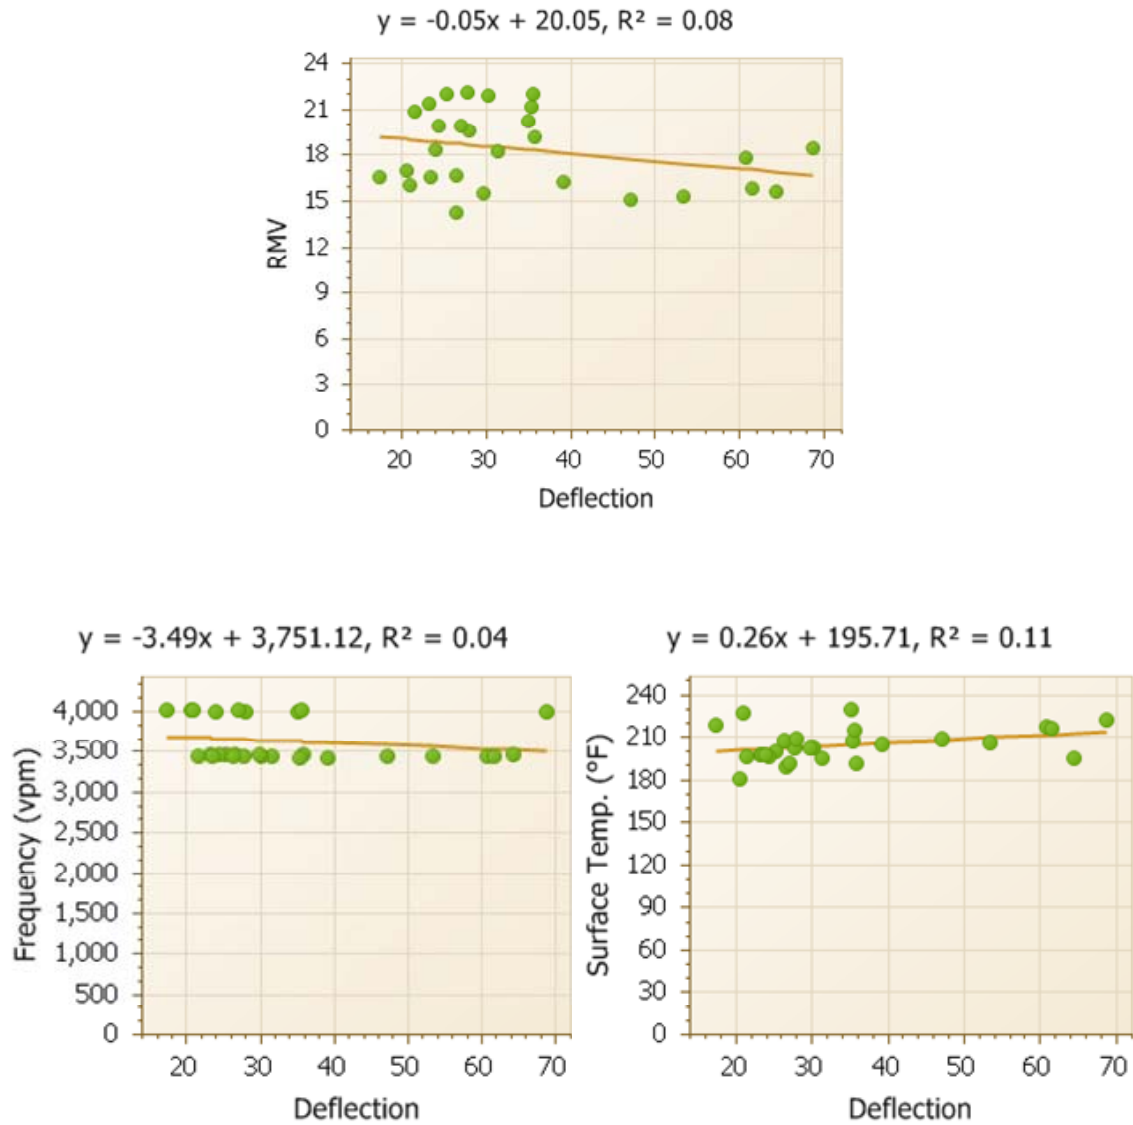 y = -0.05x + 20.05, R² = 0.08
24
21
18
15
12
9
6
3
0
RMV
20 30 40 50 60 70
Deflection
y = -3.49x + 3,751.12, R² = 0.04
4,000
3,500
3,000
2,500
2,000
1,500
1,000
500
0
Frequency (vpm)
20 30 40 50 60 70
Deflection
y = 0.26x + 195.71, R² = 0.11
240
210
180
150
120
90
60
30
0
Surface Temp. (°F)
20 30 40 50 60 70
Deflection